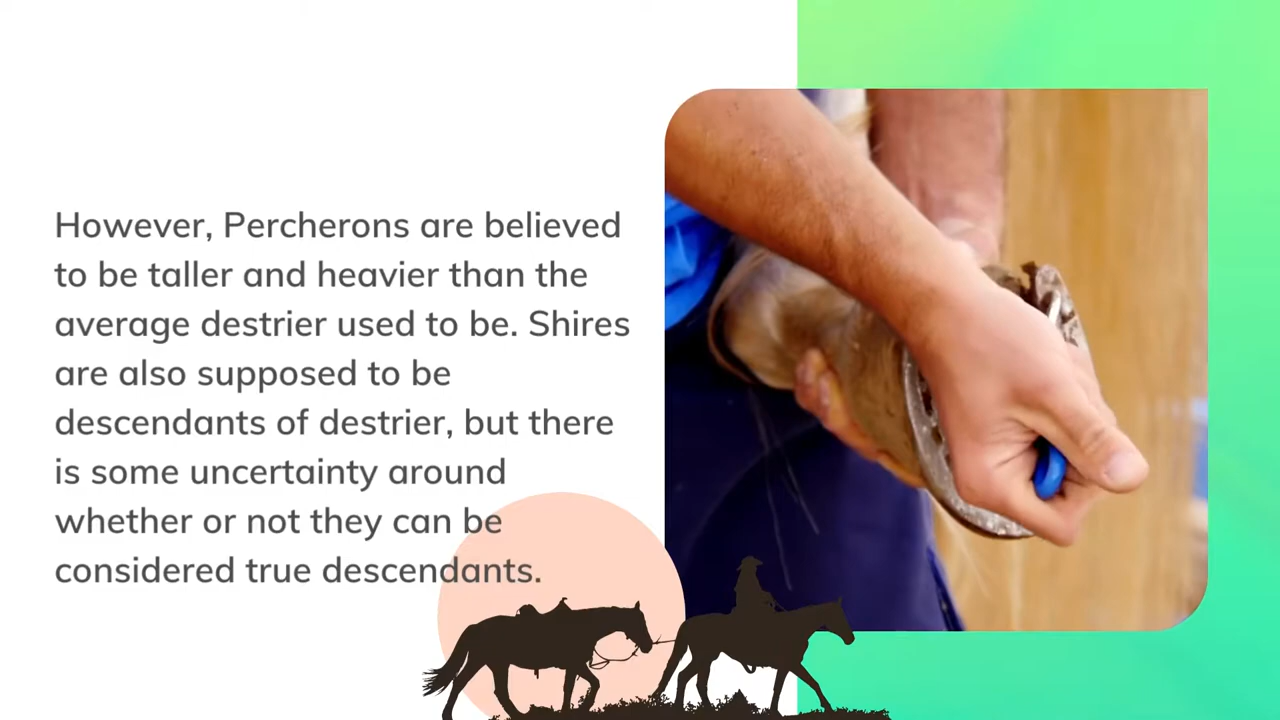 However, Percherons are believed
to be taller and heavier than the
average destrier used to be. Shires
are also supposed to be
descendants of destrier, but there
is some uncertainty around
whether or not they can be
considered true descendants.